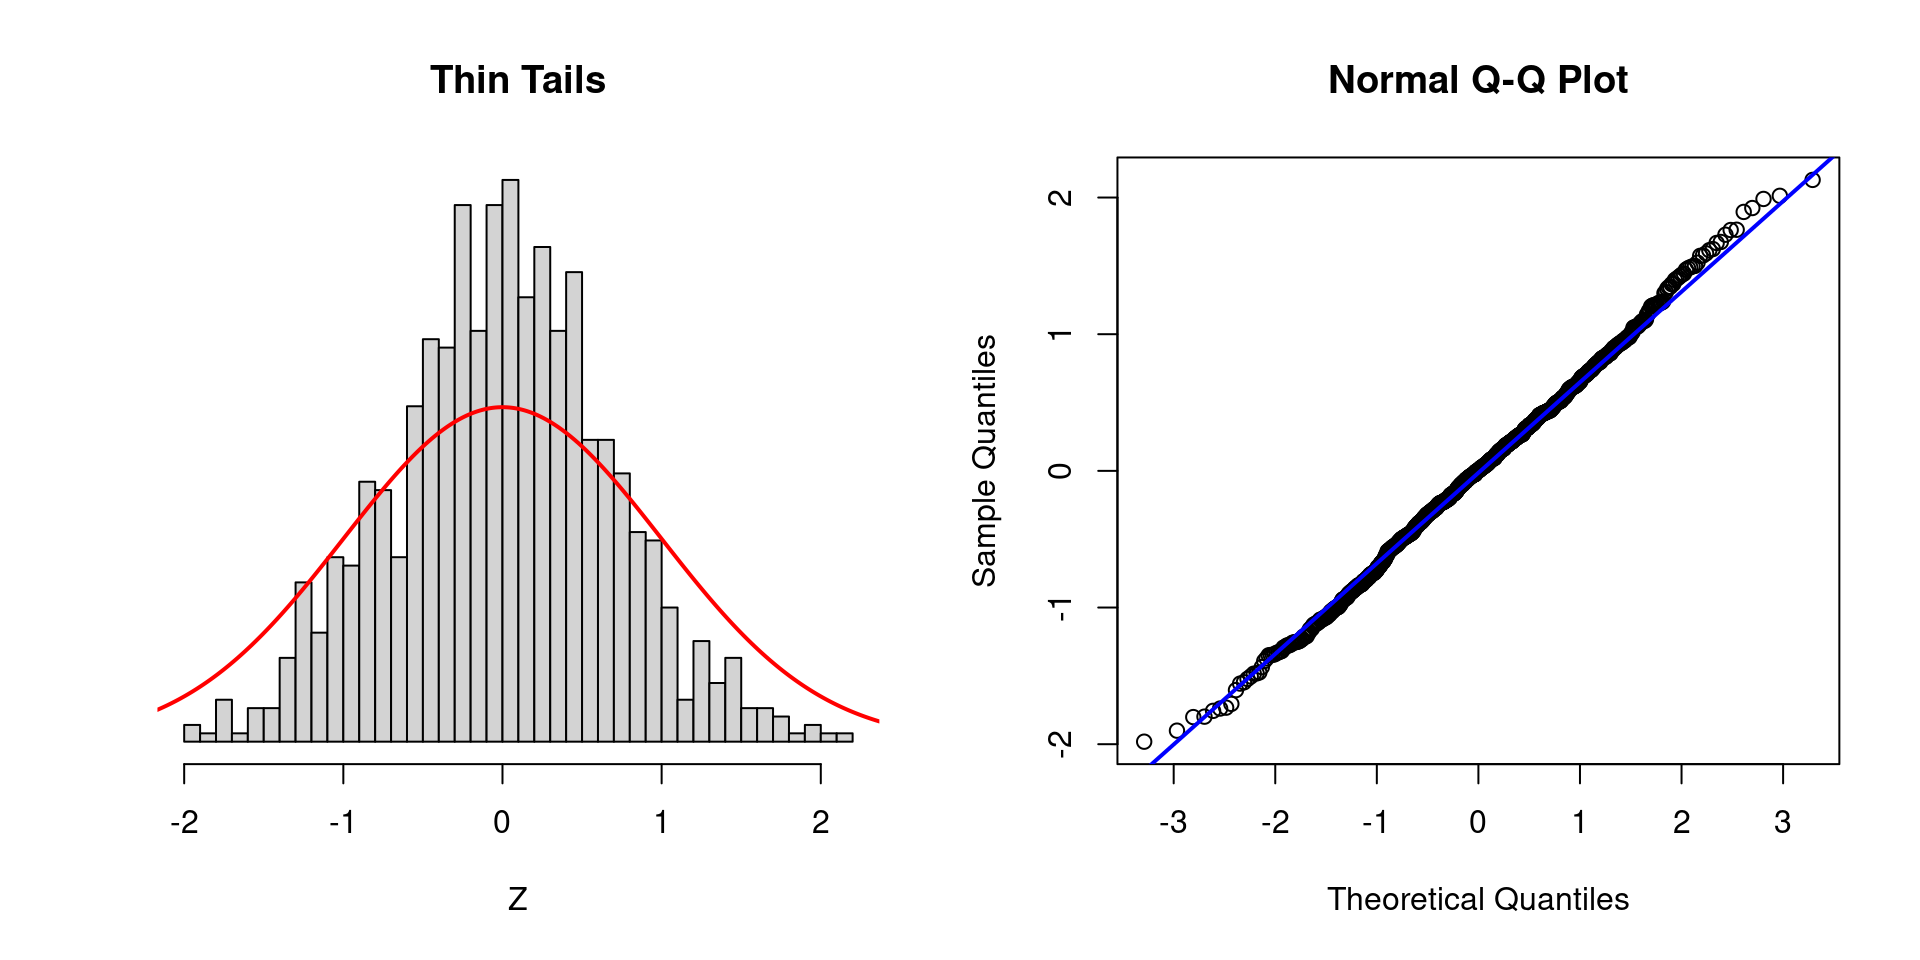 Thin Tails
-2 -1 0 1 2
Z
Normal Q-Q Plot
Sample Quantiles
2
1
0
-1
-2
-3 -2 -1 0 1 2 3
Theoretical Quantiles